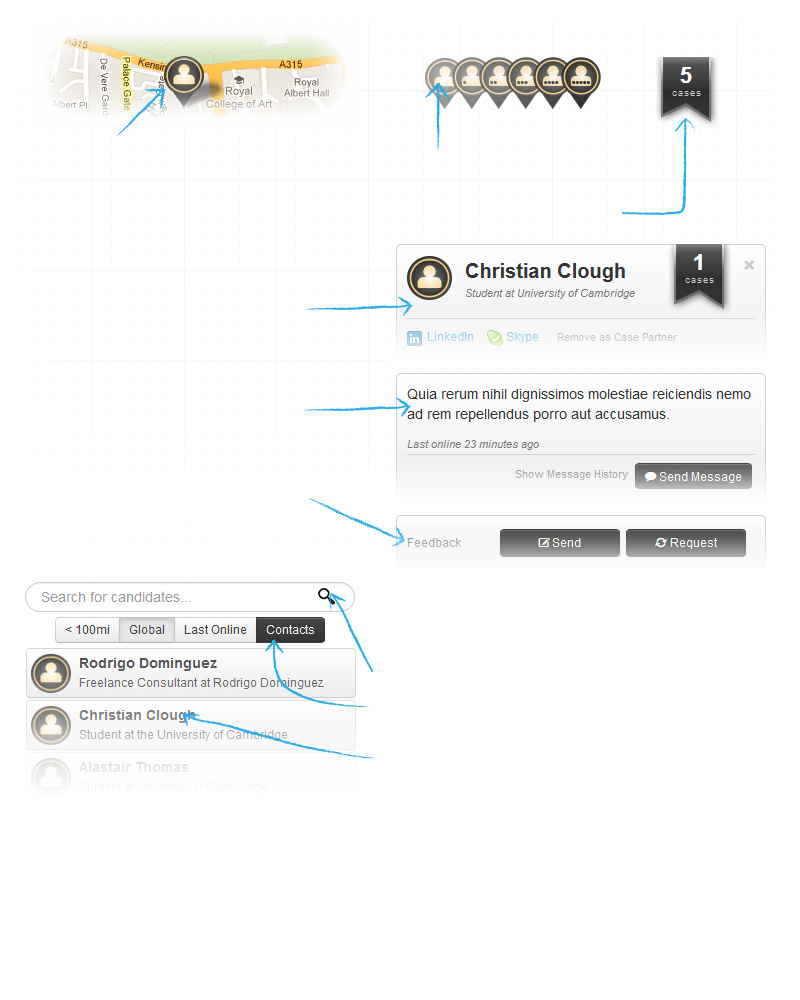 A315
Kensin
A315
De Vere Gard
Palace Gate
Royal
College of Art
Royal
Albert Hall
Albert Pl
5
cases
Christian Clough
Student at University of Cambridge
1
cases
×
LinkedIn
Skype
Remove as Case Partner
Quia rerum nihil dignissimos molestiae reiciendis nemo
ad rem repellendus porro aut accusamus.
Last online 23 minutes ago
Show Message History
Send Message
Feedback
Send
Request
Search for candidates...
< 100mi
Global
Last Online
Contacts
Rodrigo Dominguez
Freelance Consultant at Rodrigo Dominguez
Christian Clough
Student at the University of Cambridge
Alastair Thomas
Student at University of Cambridge